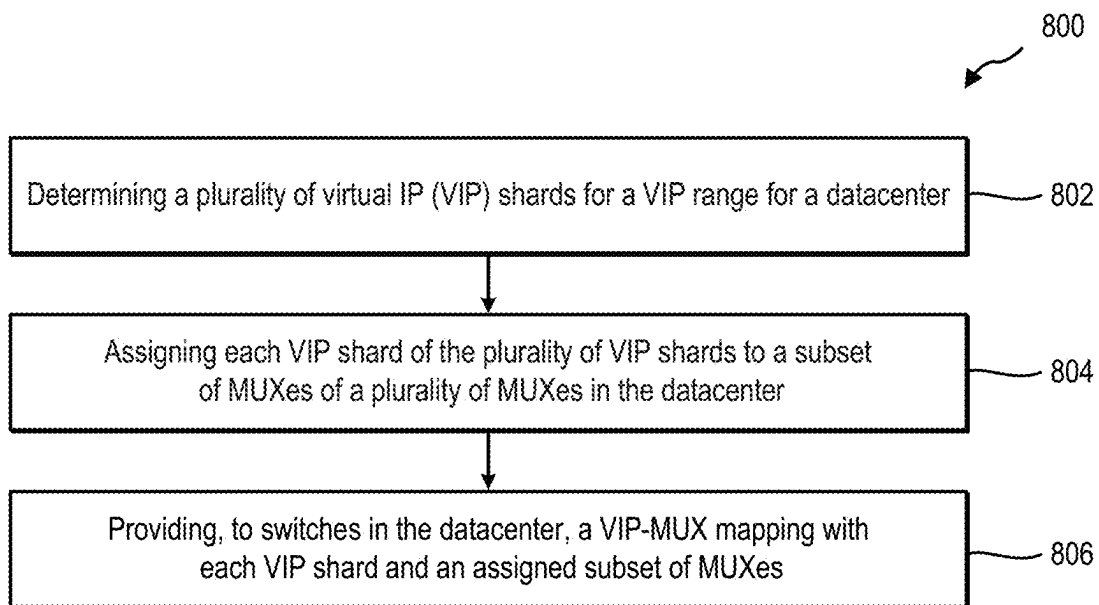 800
Determining a plurality of virtual IP (VIP) shards for a VIP range for a datacenter
802
Assigning each VIP shard of the plurality of VIP shards to a subset
of MUXes of a plurality of MUXes in the datacenter
804
Providing, to switches in the datacenter, a VIP-MUX mapping with
each VIP shard and an assigned subset of MUXes
806